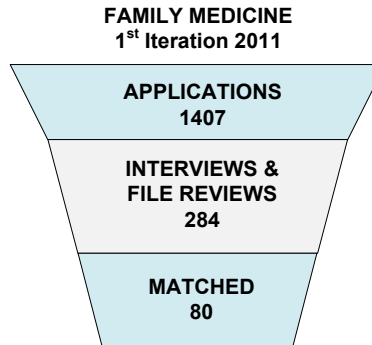 FAMILY MEDICINE
1st Iteration 2011
APPLICATIONS
1407
INTERVIEWS &
FILE REVIEWS
284
MATCHED
80